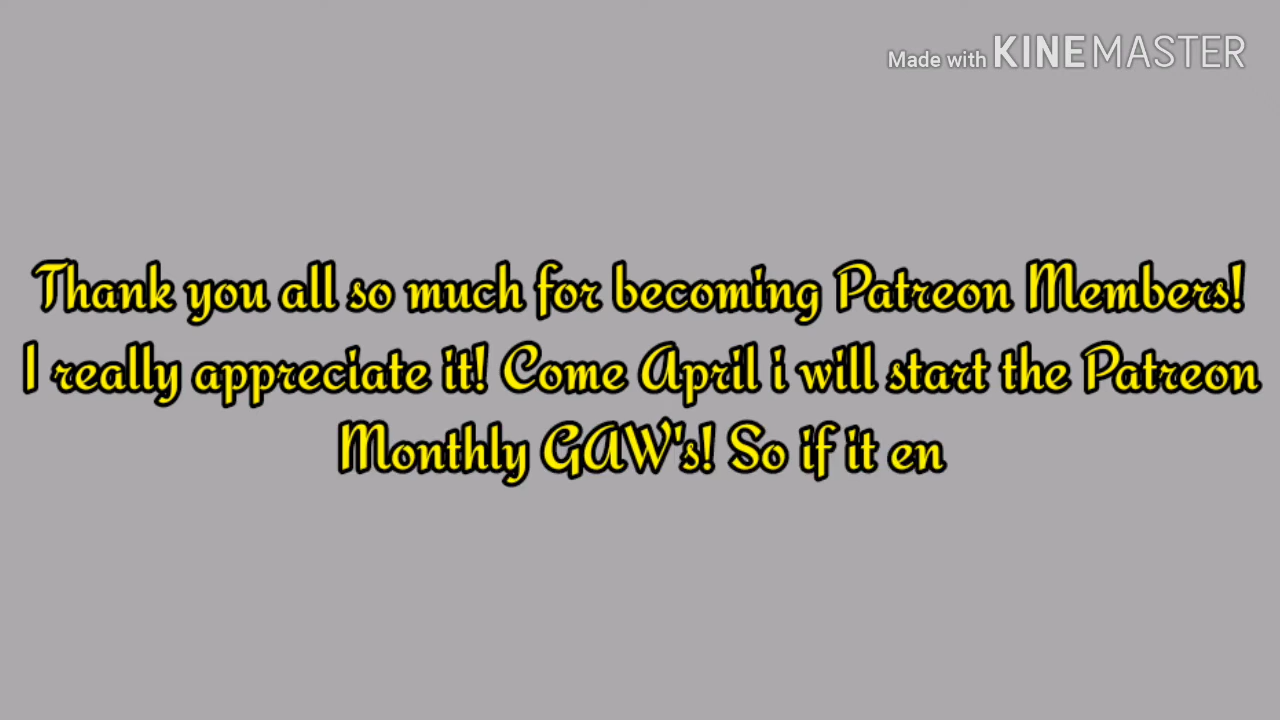 Made with KINEMASTER
Thank you all so much for becoming Patreon Members!
I really appreciate it! Come April i will start the Patreon
Monthly GAW's! So if it en